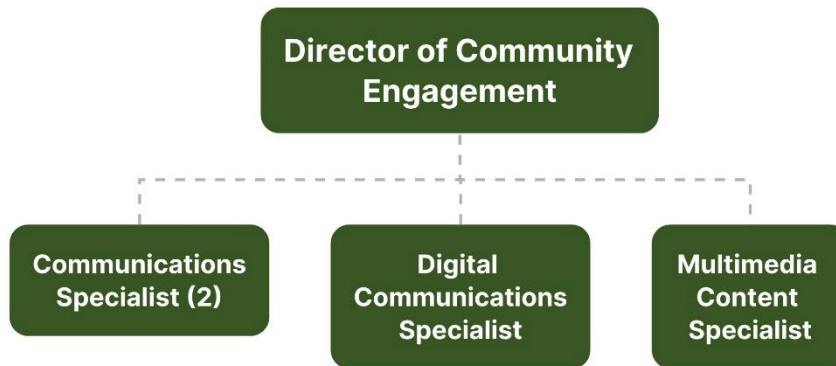 Director of Community
Engagement
Communications
Specialist (2)
Digital
Communications
Specialist
Multimedia
Content
Specialist